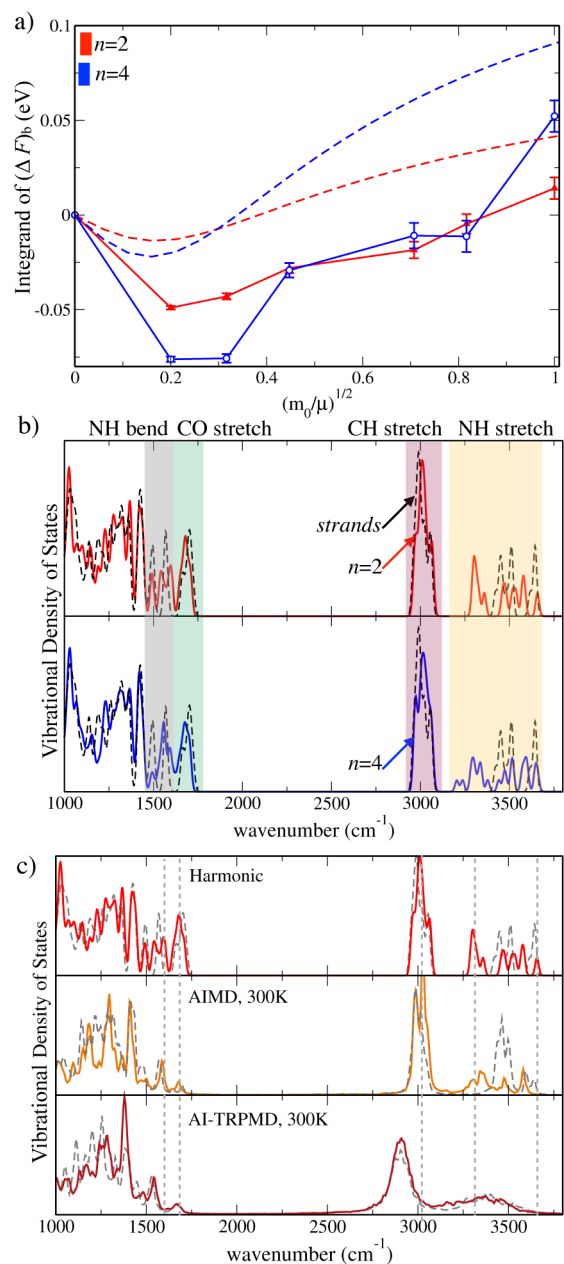 a)
0.1
n=2
n=4
0.05
0
-0.05
Integrand of (Δ F)b (eV)
0 0.2 0.4 0.6 0.8 1
(m0/μ)^1/2
b)
NH bend CO stretch CH stretch NH stretch
strands
n=2
n=4
Vibrational Density of States
1000 1500 2000 2500 3000 3500
wavenumber (cm⁻¹)
c)
Harmonic
AIMD, 300K
AI-TRPMD, 300K
Vibrational Density of States
1000 1500 2000 2500 3000 3500
wavenumber (cm⁻¹)